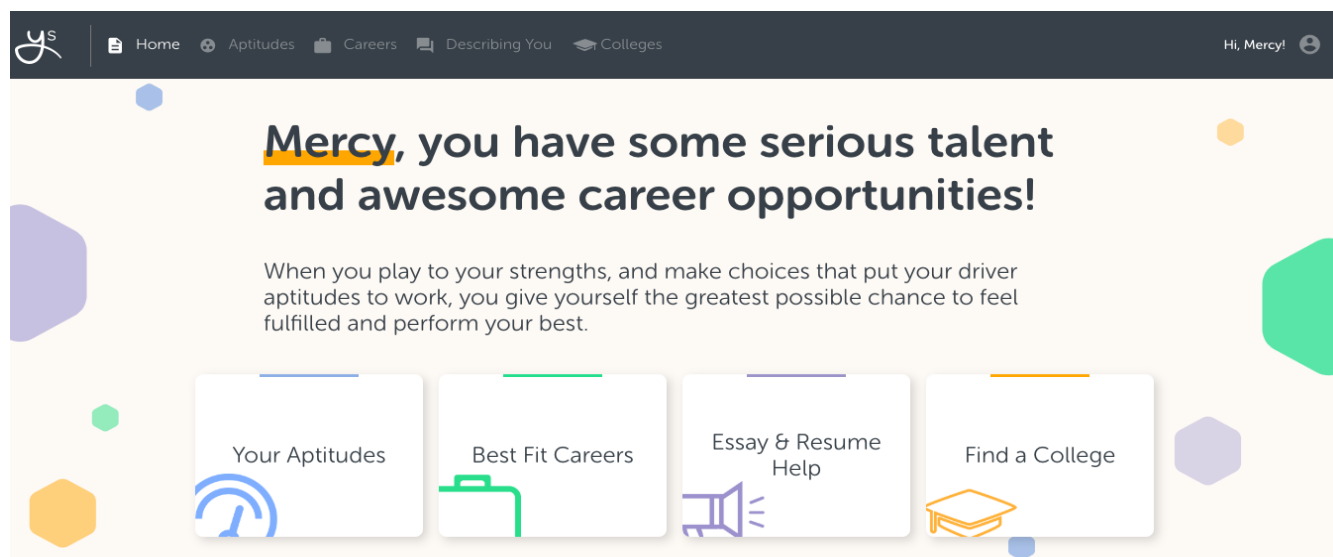 ys
Home Aptitudes Careers Describing You Colleges Hi, Mercy!
Mercy, you have some serious talent
and awesome career opportunities!
When you play to your strengths, and make choices that put your driver
aptitudes to work, you give yourself the greatest possible chance to feel
fulfilled and perform your best.
Your Aptitudes
Best Fit Careers
Essay & Resume
Help
Find a College